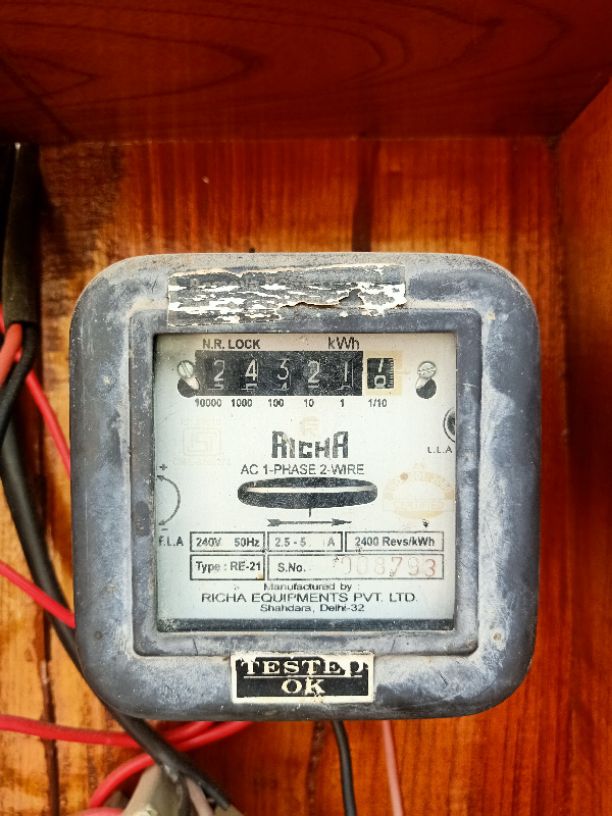 N.R. LOCK kWh
2 4 3 2 1
10000 1000 100 10 1 1/10
RICHA
L.L.A
AC 1-PHASE 2-WIRE
+
-
F.L.A 240V 50Hz 2.5 - 5 A 2400 Revs/kWh
Type : RE-21 S.No. 008793
Manufactured by :
RICHA EQUIPMENTS PVT. LTD.
Shahdara, Delhi-32
TESTED
OK